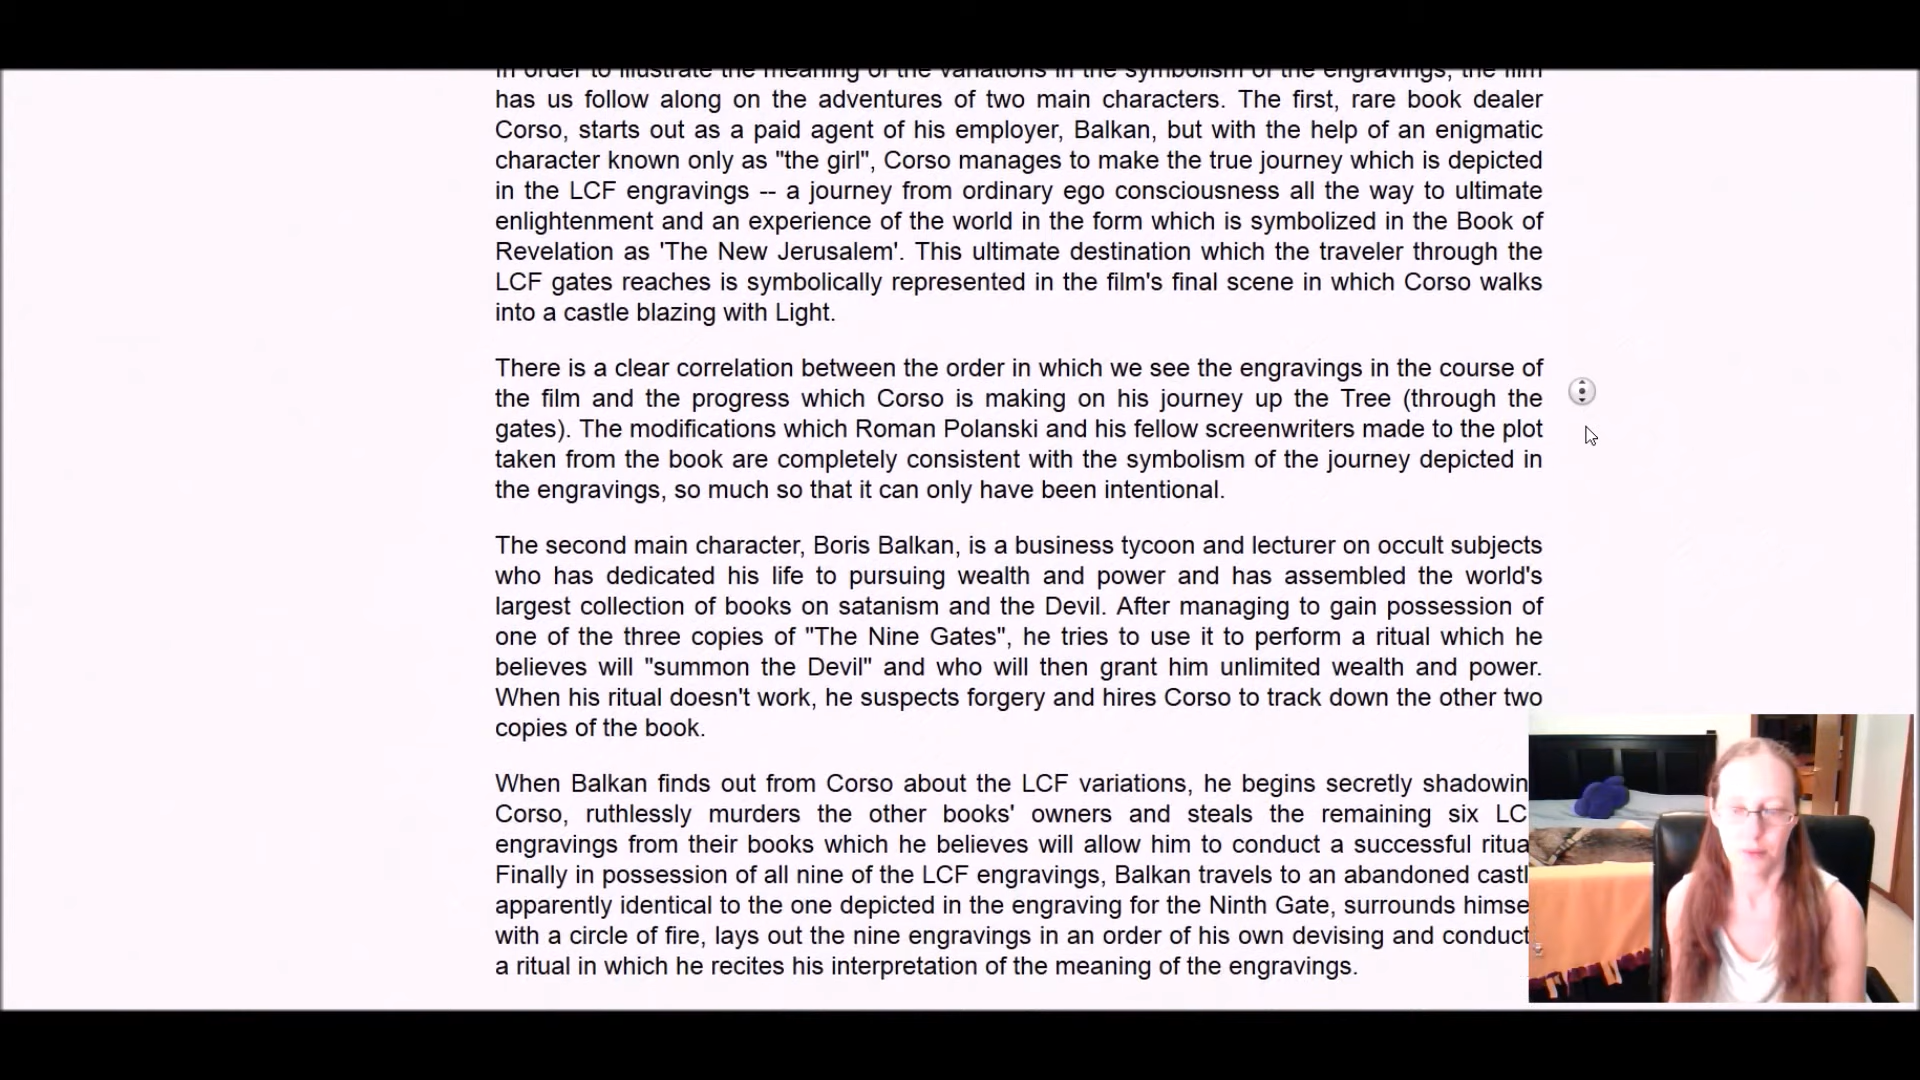 In order to illustrate the meaning of the variations in the symbolism of the engravings, the film
has us follow along on the adventures of two main characters. The first, rare book dealer
Corso, starts out as a paid agent of his employer, Balkan, but with the help of an enigmatic
character known only as "the girl", Corso manages to make the true journey which is depicted
in the LCF engravings -- a journey from ordinary ego consciousness all the way to ultimate
enlightenment and an experience of the world in the form which is symbolized in the Book of
Revelation as 'The New Jerusalem'. This ultimate destination which the traveler through the
LCF gates reaches is symbolically represented in the film's final scene in which Corso walks
into a castle blazing with Light.
There is a clear correlation between the order in which we see the engravings in the course of
the film and the progress which Corso is making on his journey up the Tree (through the
gates). The modifications which Roman Polanski and his fellow screenwriters made to the plot
taken from the book are completely consistent with the symbolism of the journey depicted in
the engravings, so much so that it can only have been intentional.
The second main character, Boris Balkan, is a business tycoon and lecturer on occult subjects
who has dedicated his life to pursuing wealth and power and has assembled the world's
largest collection of books on satanism and the Devil. After managing to gain possession of
one of the three copies of "The Nine Gates", he tries to use it to perform a ritual which he
believes will "summon the Devil" and who will then grant him unlimited wealth and power.
When his ritual doesn't work, he suspects forgery and hires Corso to track down the other two
copies of the book.
When Balkan finds out from Corso about the LCF variations, he begins secretly shadowin
Corso, ruthlessly murders the other books' owners and steals the remaining six LC
engravings from their books which he believes will allow him to conduct a successful ritua
Finally in possession of all nine of the LCF engravings, Balkan travels to an abandoned castl
apparently identical to the one depicted in the engraving for the Ninth Gate, surrounds himse
with a circle of fire, lays out the nine engravings in an order of his own devising and conduct
a ritual in which he recites his interpretation of the meaning of the engravings.